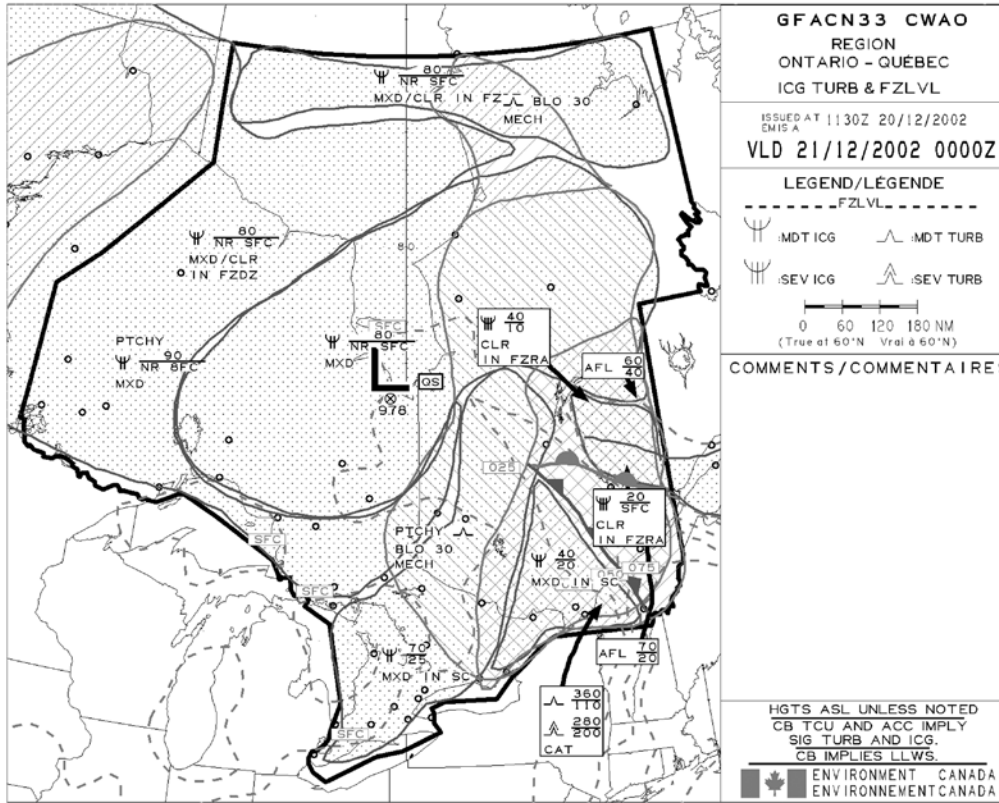 GFACN33 CWAO
REGION
ONTARIO - QUÉBEC
ICG TURB & FZLVL
ISSUED AT 1130Z 20/12/2002
EMIS A
VLD 21/12/2002 0000Z
LEGEND/LÉGENDE
FZLVL
:MDT ICG
:MDT TURB
:SEV ICG
:SEV TURB
0 60 120 180 NM
(True at 60°N Vrai à 60°N)
COMMENTS/COMMENTAIRES
HGTS ASL UNLESS NOTED
CB TCU AND ACC IMPLY
SIG TURB AND ICG.
CB IMPLIES LLWS.
ENVIRONMENT CANADA
ENVIRONNEMENT CANADA
80
NR SFC
MXD/CLR IN FZ
BLO 30
MECH
80
NR SFC
MXD/CLR
IN FZDZ
80
PTCHY
90
NR SFC
MXD
SFC
80
NR SFC
MXD
QS
978
40
10
CLR
IN FZRA
AFL 60
40
025
20
SFC
CLR
IN FZRA
PTCHY
BLO 30
MECH
SFC
SFC
40
20
MXD IN SC
050
075
70
25
MXD IN SC
AFL 70
20
360
110
280
200
CAT
SFC